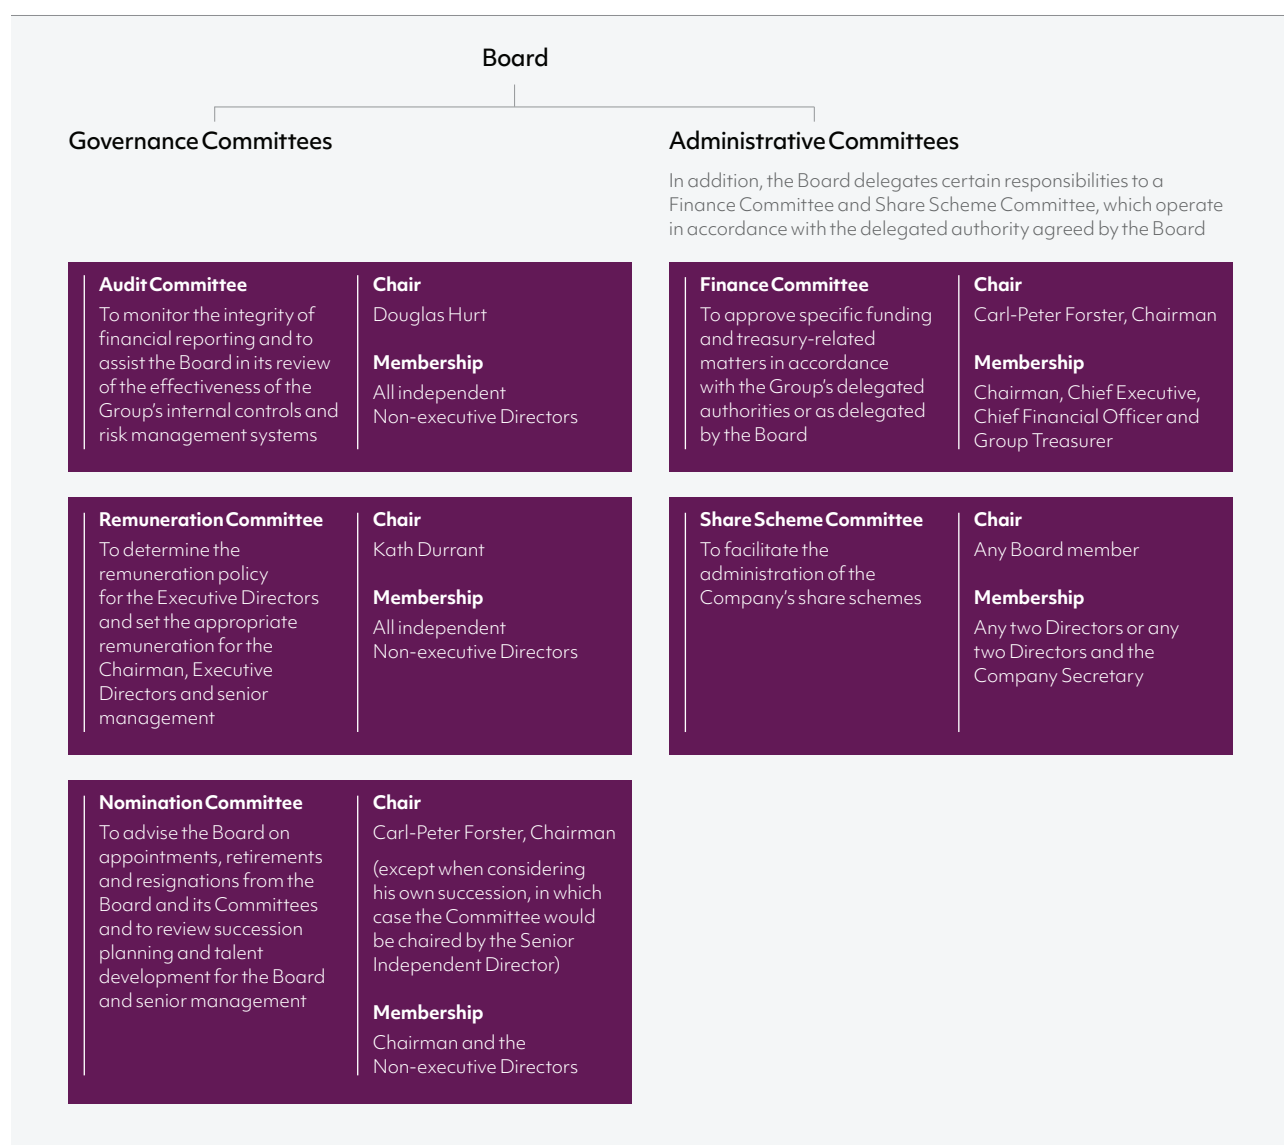 Board
Governance Committees
Administrative Committees
In addition, the Board delegates certain responsibilities to a
Finance Committee and Share Scheme Committee, which operate
in accordance with the delegated authority agreed by the Board
Audit Committee
To monitor the integrity of
financial reporting and to
assist the Board in its review
of the effectiveness of the
Group’s internal controls and
risk management systems
Chair
Douglas Hurt
Membership
All independent
Non-executive Directors
Finance Committee
To approve specific funding
and treasury-related
matters in accordance
with the Group’s delegated
authorities or as delegated
by the Board
Chair
Carl-Peter Forster, Chairman
Membership
Chairman, Chief Executive,
Chief Financial Officer and
Group Treasurer
Remuneration Committee
To determine the
remuneration policy
for the Executive Directors
and set the appropriate
remuneration for the
Chairman, Executive
Directors and senior
management
Chair
Kath Durrant
Membership
All independent
Non-executive Directors
Share Scheme Committee
To facilitate the
administration of the
Company’s share schemes
Chair
Any Board member
Membership
Any two Directors or any
two Directors and the
Company Secretary
Nomination Committee
To advise the Board on
appointments, retirements
and resignations from the
Board and its Committees
and to review succession
planning and talent
development for the Board
and senior management
Chair
Carl-Peter Forster, Chairman
(except when considering
his own succession, in which
case the Committee would
be chaired by the Senior
Independent Director)
Membership
Chairman and the
Non-executive Directors